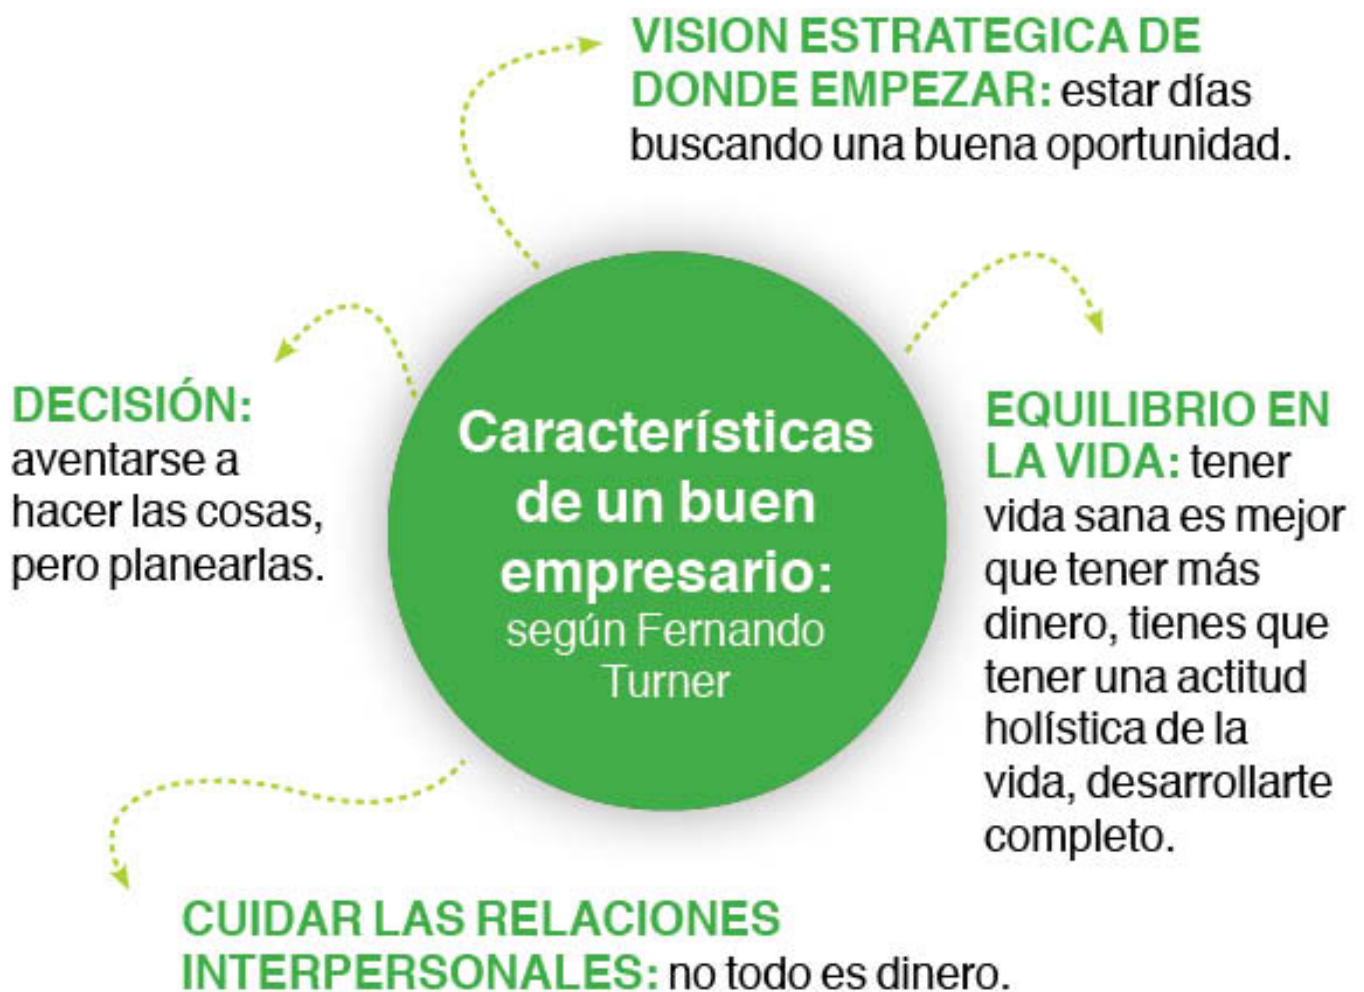 VISION ESTRATEGICA DE
DONDE EMPEZAR: estar días
buscando una buena oportunidad.
DECISIÓN:
aventarse a
hacer las cosas,
pero planearlas.
Características
de un buen
empresario:
según Fernando
Turner
EQUILIBRIO EN
LA VIDA: tener
vida sana es mejor
que tener más
dinero, tienes que
tener una actitud
holística de la
vida, desarrollarte
completo.
CUIDAR LAS RELACIONES
INTERPERSONALES: no todo es dinero.